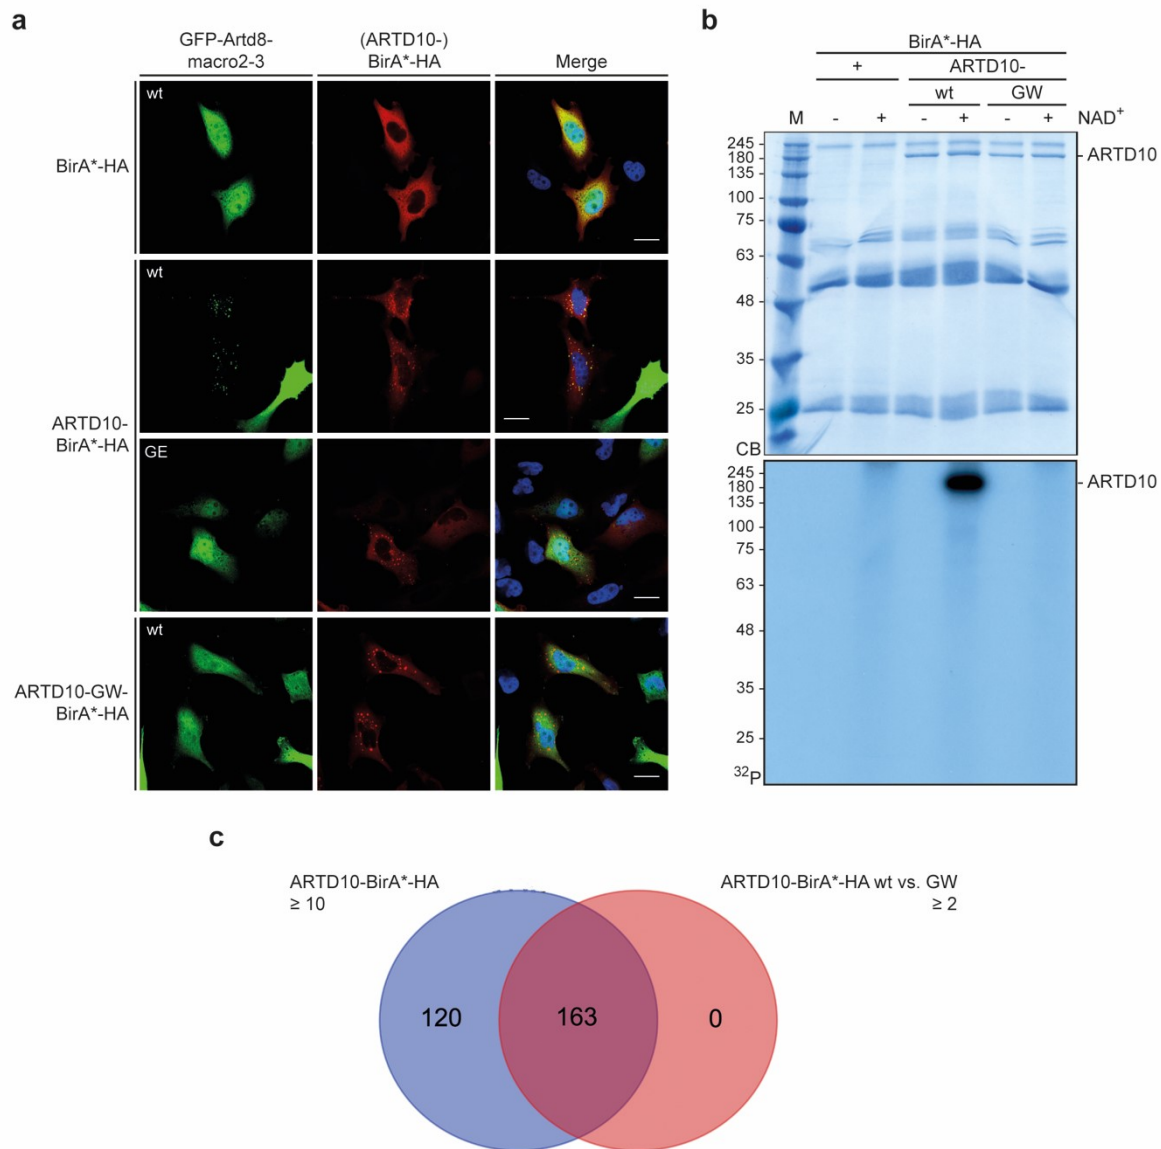 a
GFP-Artd8-
macro2-3
(ARTD10-)
BirA*-HA
Merge
BirA*-HA
wt
ARTD10-
BirA*-HA
wt
GE
ARTD10-GW-
BirA*-HA
wt
b
BirA*-HA
+ ARTD10-
wt GW
M - + - + - + NAD+
245
180
135
100
75
63
48
35
25
CB
- ARTD10
245
180
135
100
75
63
48
35
25
32P
- ARTD10
c
ARTD10-BirA*-HA
≥ 10
ARTD10-BirA*-HA wt vs. GW
≥ 2
120 163 0